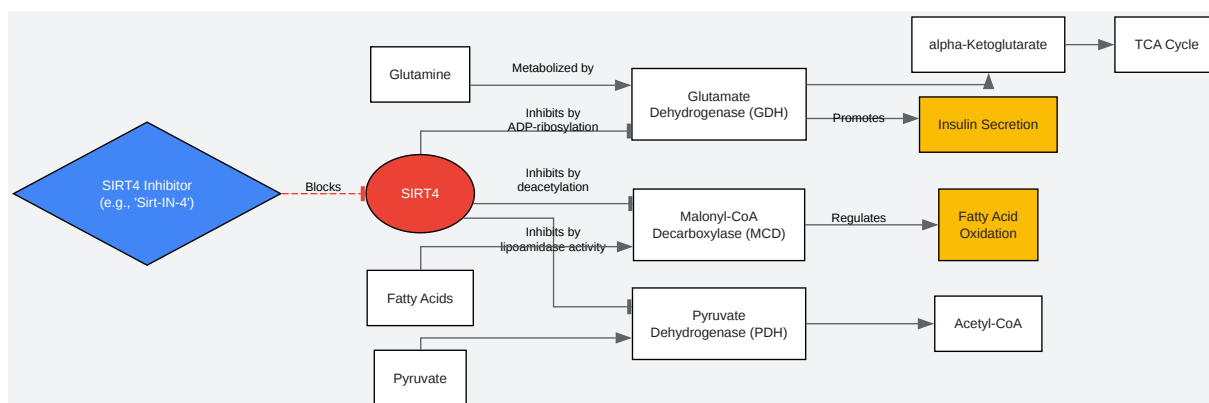 alpha-Ketoglutarate
TCA Cycle
Glutamine
Metabolized by
Glutamate
Dehydrogenase (GDH)
Inhibits by
ADP-ribosylation
Promotes
Insulin Secretion
SIRT4 Inhibitor
(e.g., 'Sirt-IN-4')
Blocks
SIRT4
Inhibits by
deacetylation
Malonyl-CoA
Decarboxylase (MCD)
Regulates
Fatty Acid
Oxidation
Inhibits by
lipoamidase activity
Fatty Acids
Pyruvate
Dehydrogenase (PDH)
Acetyl-CoA
Pyruvate